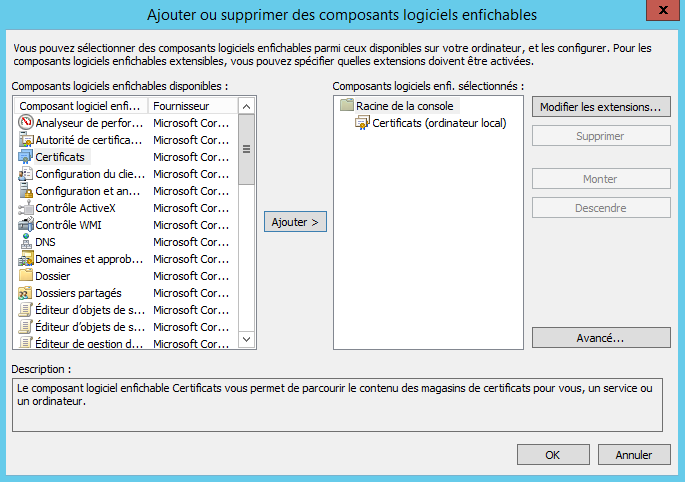 Ajouter ou supprimer des composants logiciels enfichables
x
Vous pouvez sélectionner des composants logiciels enfichables parmi ceux disponibles sur votre ordinateur, et les configurer. Pour les
composants logiciels enfichables extensibles, vous pouvez spécifier quelles extensions doivent être activées.
Composants logiciels enfichables disponibles :
Composant logiciel enfi... Fournisseur
Analyseur de perfor... Microsoft Cor...
Autorité de certifica... Microsoft Cor...
Certificats Microsoft Cor...
Configuration du clie... Microsoft Cor...
Configuration et an... Microsoft Cor...
Contrôle ActiveX Microsoft Cor...
Contrôle WMI Microsoft Cor...
DNS Microsoft Cor...
Domaines et approb... Microsoft Cor...
Dossier Microsoft Cor...
Dossiers partagés Microsoft Cor...
Éditeur d'objets de s... Microsoft Cor...
Éditeur d'objets de s... Microsoft Cor...
Éditeur de gestion d... Microsoft Cor...
Ajouter >
Composants logiciels enfi. sélectionnés :
Racine de la console
Certificats (ordinateur local)
Modifier les extensions...
Supprimer
Monter
Descendre
Avancé...
Description :
Le composant logiciel enfichable Certificats vous permet de parcourir le contenu des magasins de certificats pour vous, un service ou
un ordinateur.
OK
Annuler